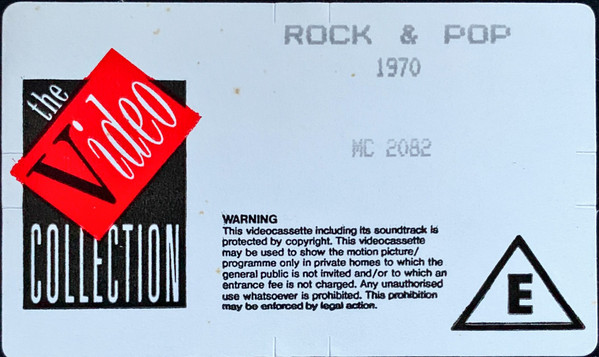 ROCK & POP
1970
MC 2082
the
Video
COLLECTION
WARNING
This videocassette including its soundtrack is
protected by copyright. This videocassette
may be used to show the motion picture/
programme only in private homes to which the
general public is not invited and/or to which an
entrance fee is not charged. Any unauthorised
use whatsoever is prohibited. This prohibition
may be enforced by legal action.
E